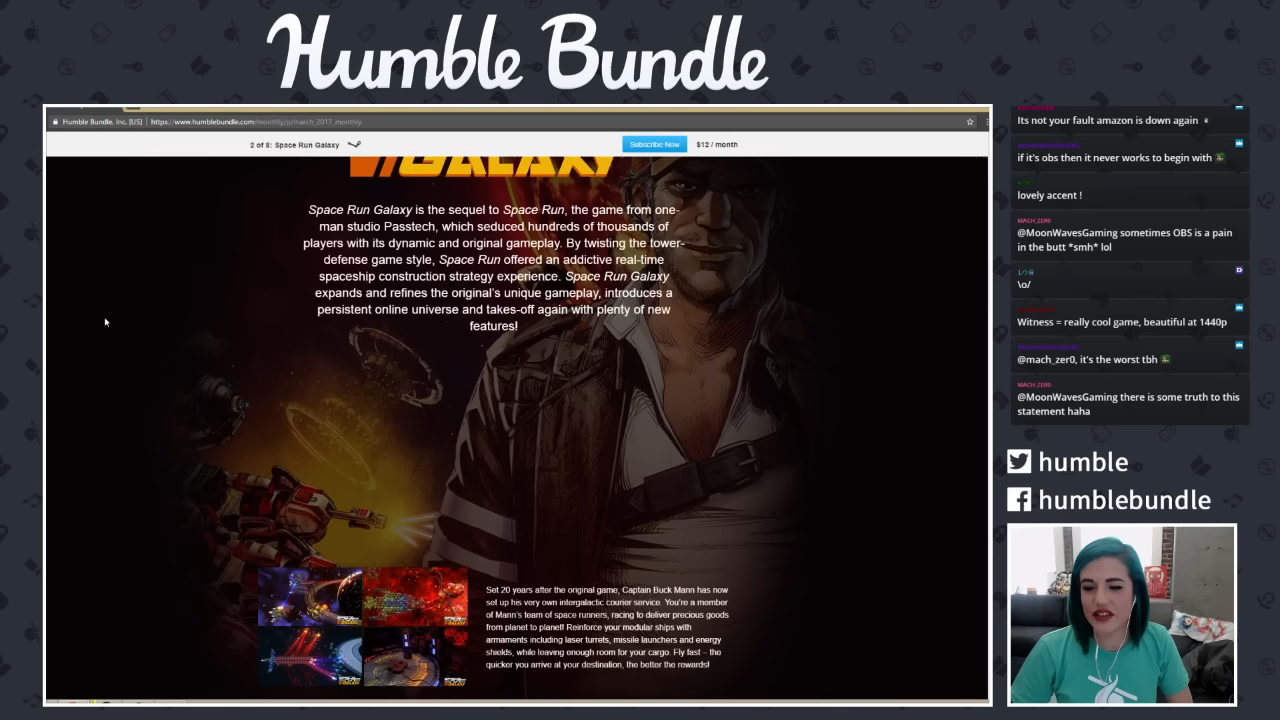 Humble Bundle
Humble Bundle, Inc. [US] | https://www.humblebundle.com/monthly/p/march_2017_monthly
2 of 8: Space Run Galaxy
Subscribe Now
$12 / month
GALAXY
Space Run Galaxy is the sequel to Space Run, the game from one-
man studio Passtech, which seduced hundreds of thousands of
players with its dynamic and original gameplay. By twisting the tower-
defense game style, Space Run offered an addictive real-time
spaceship construction strategy experience. Space Run Galaxy
expands and refines the original's unique gameplay, introduces a
persistent online universe and takes-off again with plenty of new
features!
Set 20 years after the original game, Captain Buck Mann has now
set up his very own intergalactic courier service. You're a member
of Mann's team of space runners, racing to deliver precious goods
from planet to planet! Reinforce your modular ships with
armaments including laser turrets, missile launchers and energy
shields, while leaving enough room for your cargo. Fly fast – the
quicker you arrive at your destination, the better the rewards!
Its not your fault amazon is down again
if it's obs then it never works to begin with
lovely accent !
MACH_ZER0
@MoonWavesGaming sometimes OBS is a pain
in the butt *smh* lol
\o/
Witness = really cool game, beautiful at 1440p
@mach_zer0, it's the worst tbh
MACH_ZER0
@MoonWavesGaming there is some truth to this
statement haha
humble
humblebundle